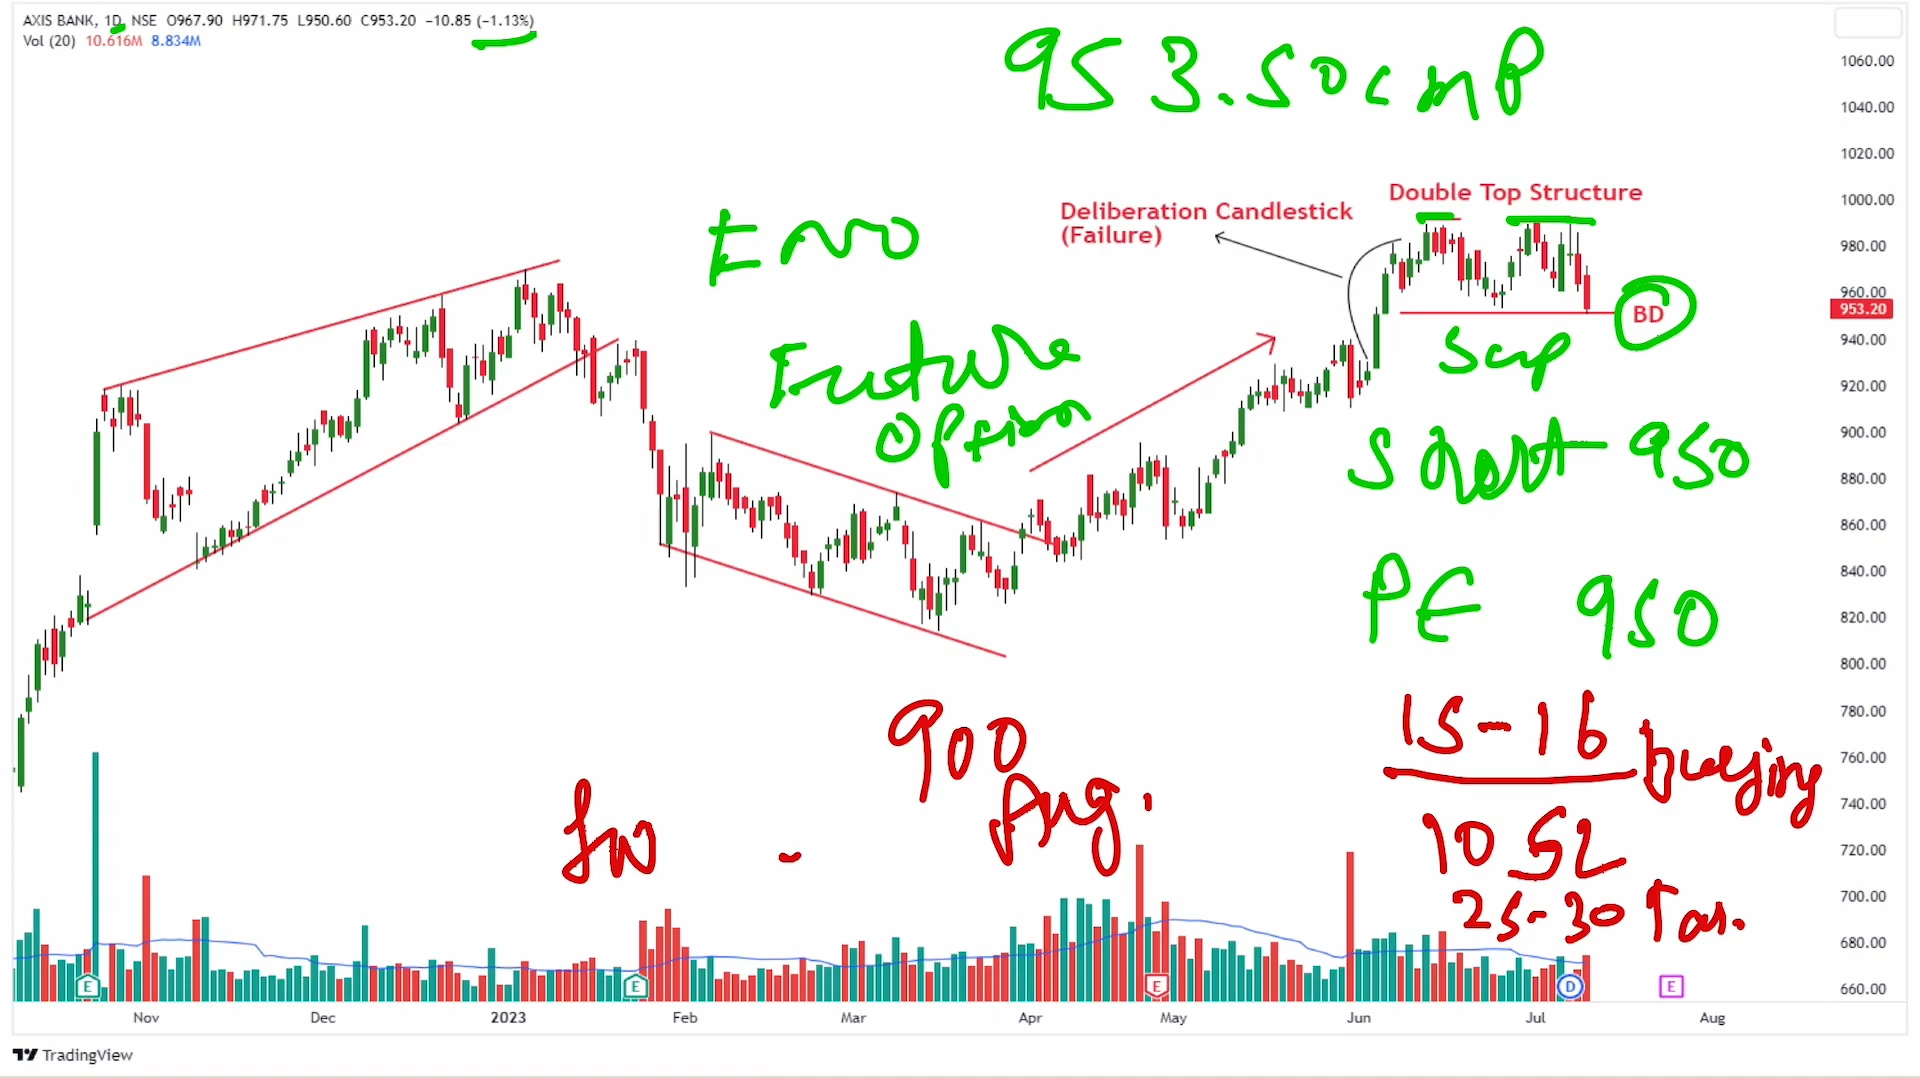 AXIS BANK, 1D, NSE O967.90 H971.75 L950.60 C953.20 −10.85 (−1.13%)
Vol (20) 10.616M 8.834M
953.50 cmp
Double Top Structure
Deliberation Candlestick
(Failure)
Future
Option
BD
Sup
Short 950
PE 950
15-16 buying
10 SL
25-30 Tar.
900
Aug.
1060.00
1040.00
1020.00
1000.00
980.00
960.00
953.20
940.00
920.00
900.00
880.00
860.00
840.00
820.00
800.00
780.00
760.00
740.00
720.00
700.00
680.00
660.00
E E E D E
Nov Dec 2023 Feb Mar Apr May Jun Jul Aug
TradingView